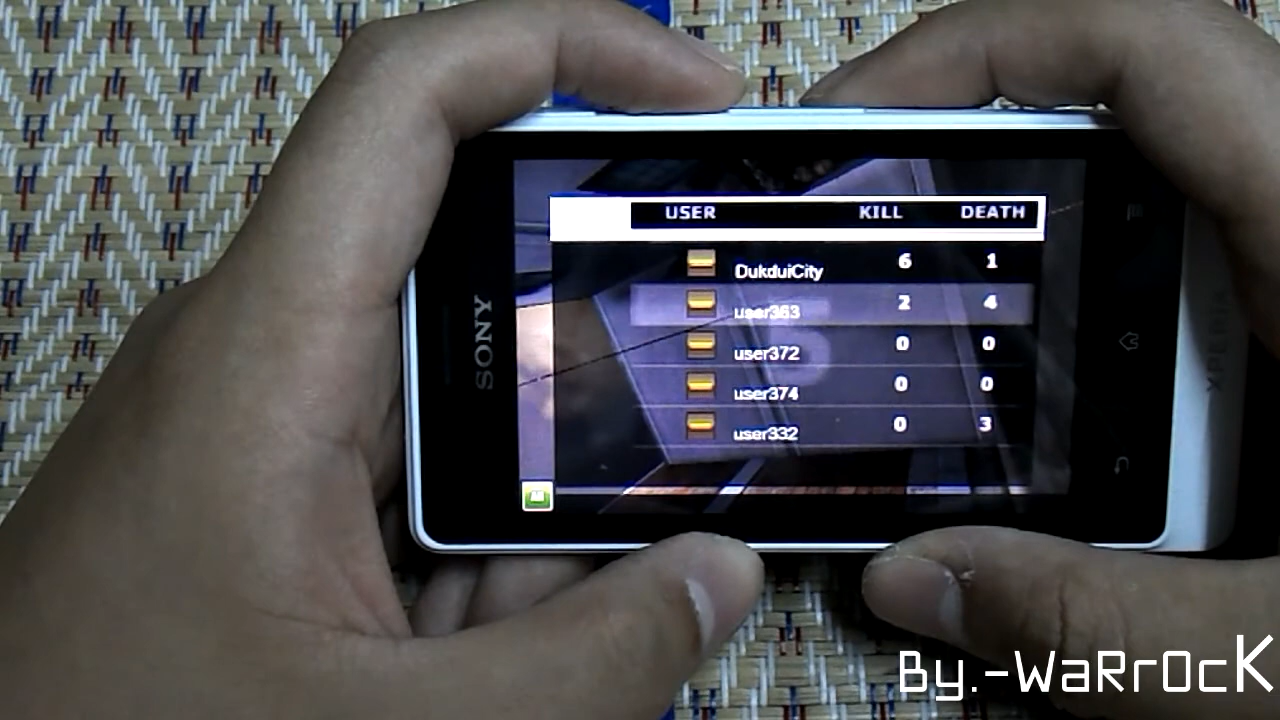 SONY
USER KILL DEATH
DukduiCity 6 1
user363 2 4
user372 0 0
user374 0 0
user332 0 3
By.-WaRrOcK